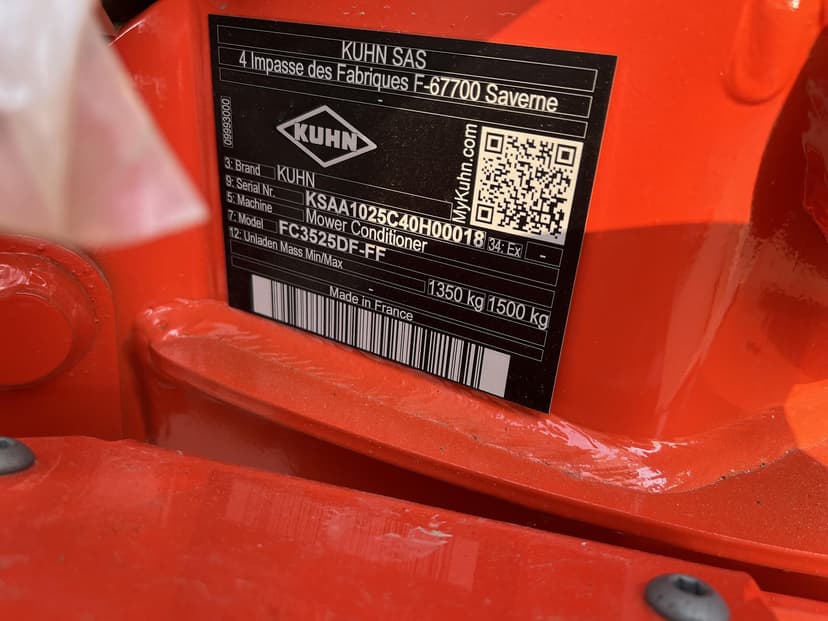 KUHN SAS
4 Impasse des Fabriques F-67700 Saverne
-
09993000
KUHN
MyKuhn.com
3: Brand KUHN
9: Serial Nr. KSAA1025C40H00018 34: Ex -
5: Machine Mower Conditioner
7: Model FC3525DF-FF
12: Unladen Mass Min/Max 1350 kg 1500 kg
-
Made in France